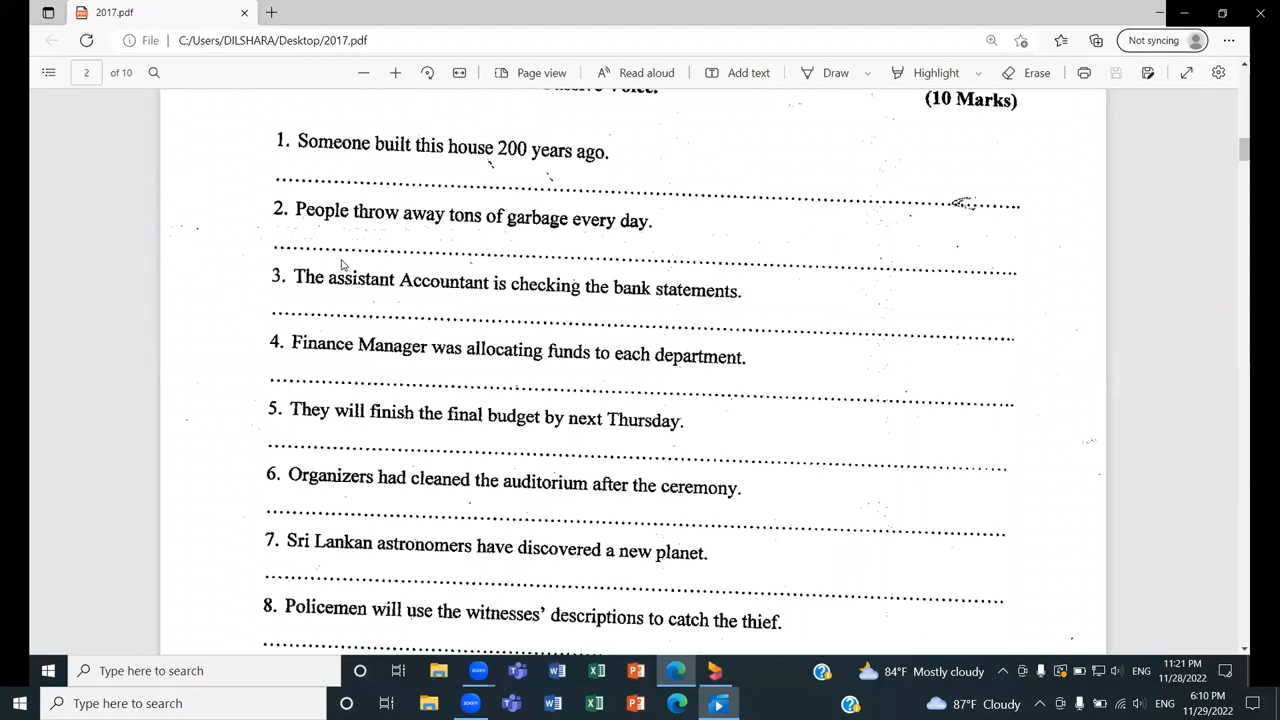 2017.pdf
File
C:/Users/DILSHARA/Desktop/2017.pdf
Not syncing
2
of 10
Page view
Read aloud
Add text
Draw
Highlight
Erase
(10 Marks)
1. Someone built this house 200 years ago.
2. People throw away tons of garbage every day.
3. The assistant Accountant is checking the bank statements.
4. Finance Manager was allocating funds to each department.
5. They will finish the final budget by next Thursday.
6. Organizers had cleaned the auditorium after the ceremony.
7. Sri Lankan astronomers have discovered a new planet.
8. Policemen will use the witnesses' descriptions to catch the thief.
Type here to search
84°F Mostly cloudy
ENG
11:21 PM
11/28/2022
Type here to search
87°F Cloudy
ENG
6:10 PM
11/29/2022